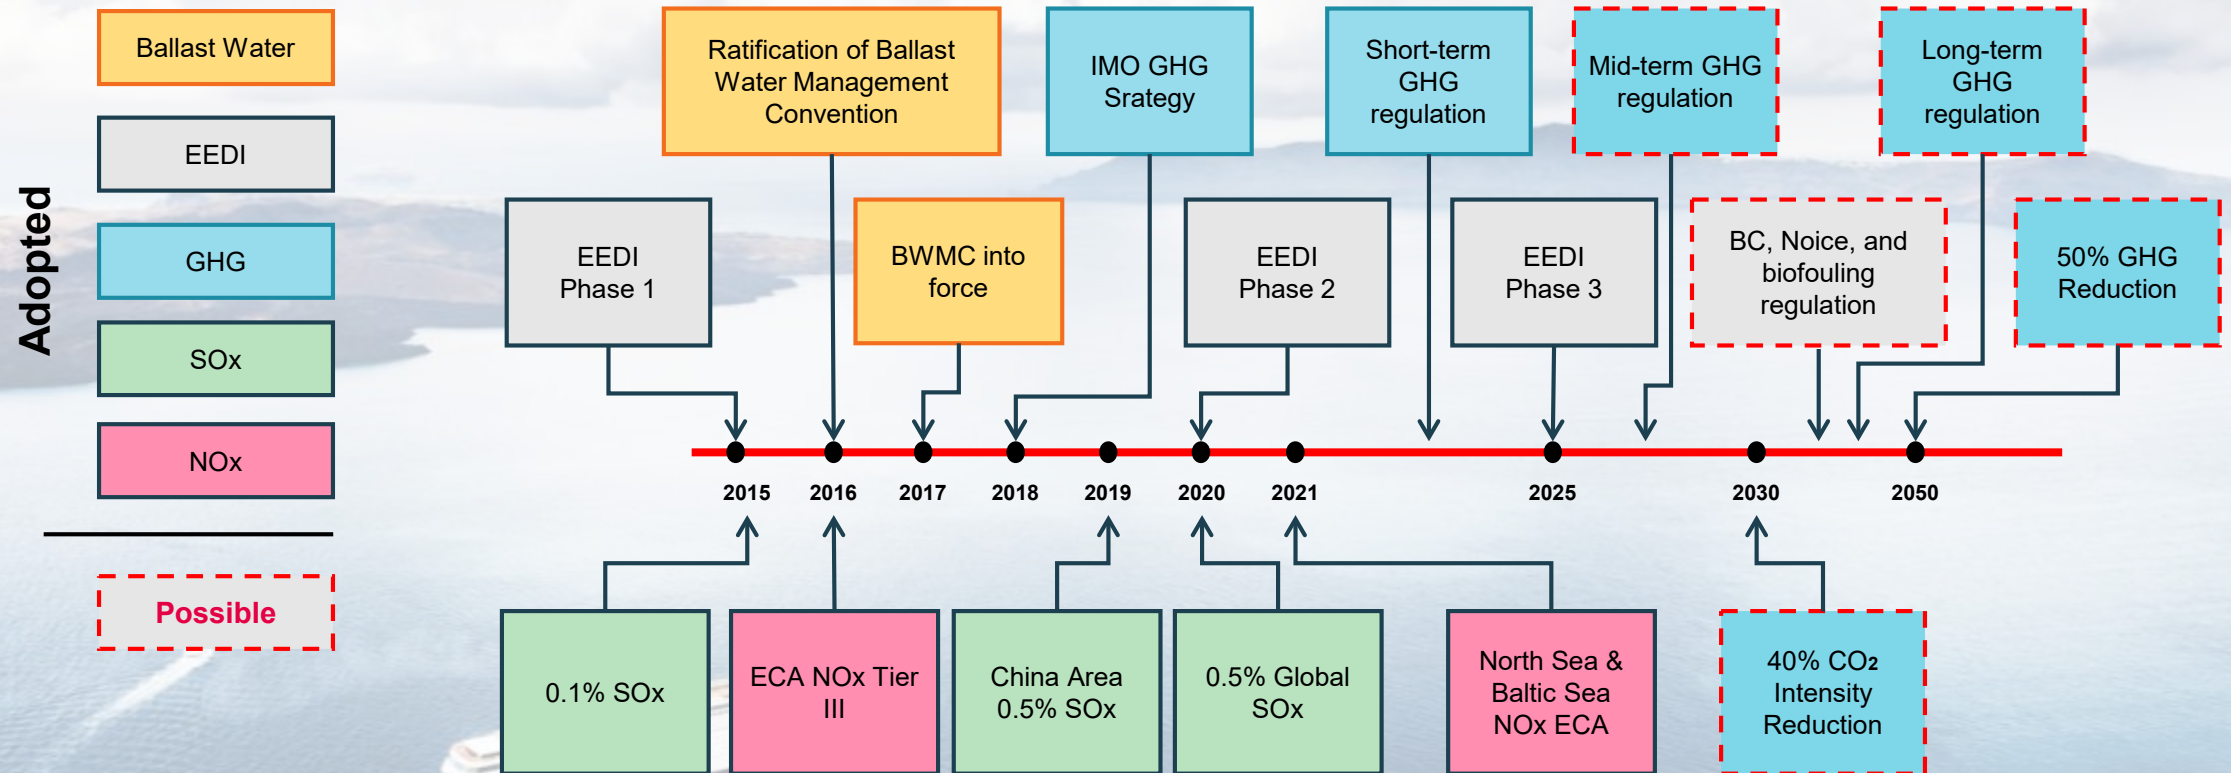 Adopted
Ballast Water
EEDI
GHG
SOx
NOx
Possible
Ratification of Ballast
Water Management
Convention
IMO GHG
Srategy
Short-term
GHG
regulation
Mid-term GHG
regulation
Long-term
GHG
regulation
EEDI
Phase 1
BWMC into
force
EEDI
Phase 2
EEDI
Phase 3
BC, Noice, and
biofouling
regulation
50% GHG
Reduction
2015
2016
2017
2018
2019
2020
2021
2025
2030
2050
0.1% SOx
ECA NOx Tier
III
China Area
0.5% SOx
0.5% Global
SOx
North Sea &
Baltic Sea
NOx ECA
40% CO2
Intensity
Reduction